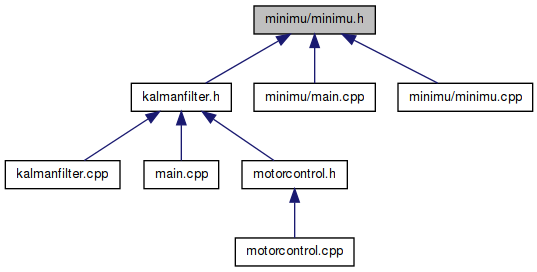 minimu/minimu.h
kalmanfilter.h
minimu/main.cpp
minimu/minimu.cpp
kalmanfilter.cpp
main.cpp
motorcontrol.h
motorcontrol.cpp